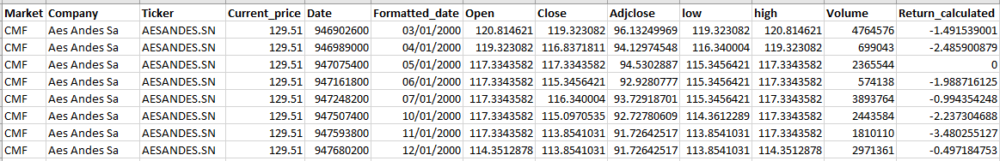 Market Company Ticker Current_price Date Formatted_date Open Close Adjclose low high Volume Return_calculated
CMF Aes Andes Sa AESANDES.SN 129.51 946902600 03/01/2000 120.814621 119.323082 96.13249969 119.323082 120.814621 4764576 -1.491539001
CMF Aes Andes Sa AESANDES.SN 129.51 946989000 04/01/2000 119.323082 116.8371811 94.12974548 116.340004 119.323082 699043 -2.485900879
CMF Aes Andes Sa AESANDES.SN 129.51 947075400 05/01/2000 117.3343582 117.3343582 94.5302887 115.3456421 117.3343582 2365544 0
CMF Aes Andes Sa AESANDES.SN 129.51 947161800 06/01/2000 117.3343582 115.3456421 92.9280777 115.3456421 117.3343582 574138 -1.988716125
CMF Aes Andes Sa AESANDES.SN 129.51 947248200 07/01/2000 117.3343582 116.340004 93.72918701 115.3456421 117.3343582 3893764 -0.994354248
CMF Aes Andes Sa AESANDES.SN 129.51 947507400 10/01/2000 117.3343582 115.0970535 92.72780609 114.3612289 117.3343582 2443584 -2.237304688
CMF Aes Andes Sa AESANDES.SN 129.51 947593800 11/01/2000 117.3343582 113.8541031 91.72642517 113.8541031 117.3343582 1810110 -3.480255127
CMF Aes Andes Sa AESANDES.SN 129.51 947680200 12/01/2000 114.3512878 113.8541031 91.72642517 113.8541031 114.3512878 2971361 -0.497184753